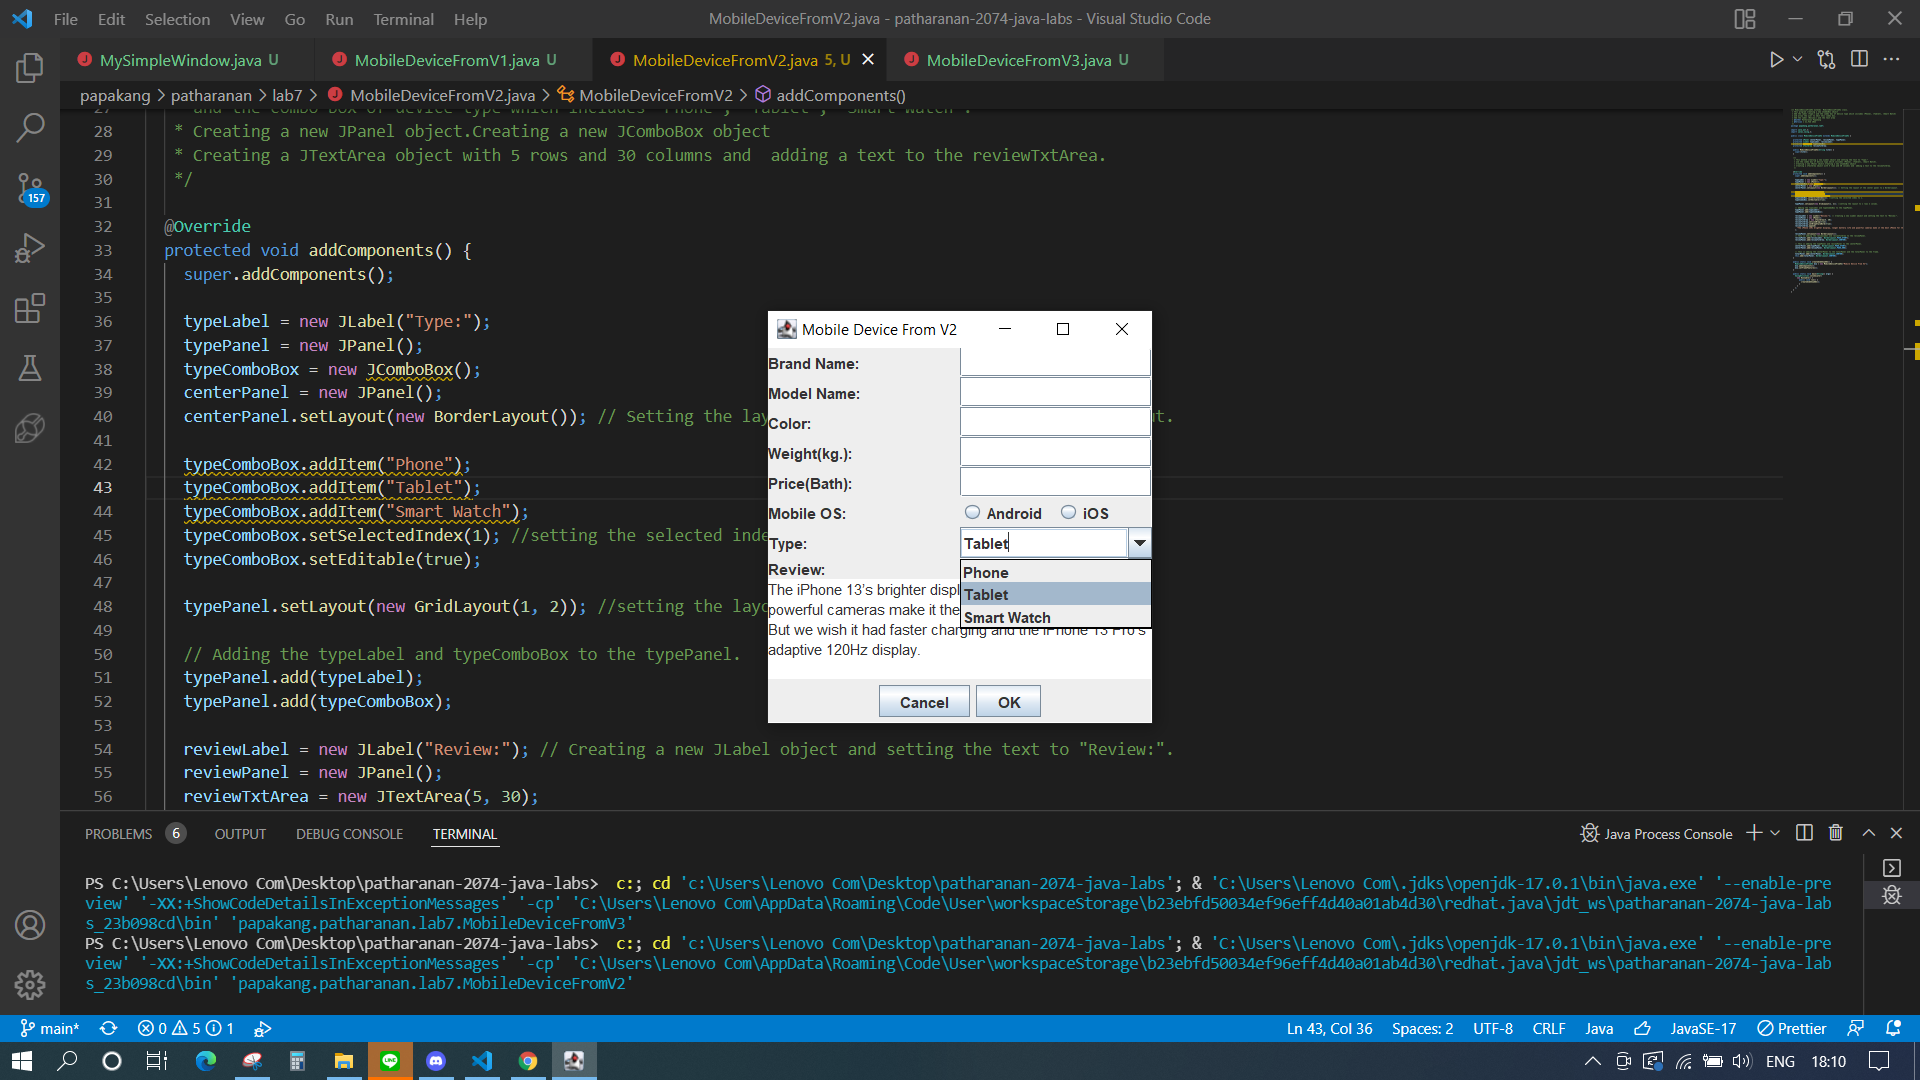 File Edit Selection View Go Run Terminal Help
MobileDeviceFromV2.java - patharanan-2074-java-labs - Visual Studio Code
MySimpleWindow.java U
MobileDeviceFromV1.java U
MobileDeviceFromV2.java 5, U
MobileDeviceFromV3.java U
papakang > patharanan > lab7 > MobileDeviceFromV2.java > MobileDeviceFromV2 > addComponents()
28 * Creating a new JPanel object.Creating a new JComboBox object
29 * Creating a JTextArea object with 5 rows and 30 columns and  adding a text to the reviewTxtArea.
30 */
31
32 @Override
33 protected void addComponents() {
34 super.addComponents();
35
36 typeLabel = new JLabel("Type:");
37 typePanel = new JPanel();
38 typeComboBox = new JComboBox();
39 centerPanel = new JPanel();
40 centerPanel.setLayout(new BorderLayout()); // Setting the lay t.
41
42 typeComboBox.addItem("Phone");
43 typeComboBox.addItem("Tablet");
44 typeComboBox.addItem("Smart Watch");
45 typeComboBox.setSelectedIndex(1); //setting the selected inde
46 typeComboBox.setEditable(true);
47
48 typePanel.setLayout(new GridLayout(1, 2)); //setting the layo
49
50 // Adding the typeLabel and typeComboBox to the typePanel.
51 typePanel.add(typeLabel);
52 typePanel.add(typeComboBox);
53
54 reviewLabel = new JLabel("Review:"); // Creating a new JLabel object and setting the text to "Review:".
55 reviewPanel = new JPanel();
56 reviewTxtArea = new JTextArea(5, 30);
Mobile Device From V2
Brand Name:
Model Name:
Color:
Weight(kg.):
Price(Bath):
Mobile OS: Android iOS
Type: Tablet
Phone
Tablet
Smart Watch
Review:
The iPhone 13's brighter displ
powerful cameras make it the
But we wish it had faster charging and the iPhone 13 Pro's
adaptive 120Hz display.
Cancel OK
PROBLEMS 6 OUTPUT DEBUG CONSOLE TERMINAL
Java Process Console
PS C:\Users\Lenovo Com\Desktop\patharanan-2074-java-labs>  c:; cd 'c:\Users\Lenovo Com\Desktop\patharanan-2074-java-labs'; & 'C:\Users\Lenovo Com\.jdks\openjdk-17.0.1\bin\java.exe' '--enable-pre
view' '-XX:+ShowCodeDetailsInExceptionMessages' '-cp' 'C:\Users\Lenovo Com\AppData\Roaming\Code\User\workspaceStorage\b23ebfd50034ef96eff4d40a01ab4d30\redhat.java\jdt_ws\patharanan-2074-java-lab
s_23b098cd\bin' 'papakang.patharanan.lab7.MobileDeviceFromV3'
PS C:\Users\Lenovo Com\Desktop\patharanan-2074-java-labs>  c:; cd 'c:\Users\Lenovo Com\Desktop\patharanan-2074-java-labs'; & 'C:\Users\Lenovo Com\.jdks\openjdk-17.0.1\bin\java.exe' '--enable-pre
view' '-XX:+ShowCodeDetailsInExceptionMessages' '-cp' 'C:\Users\Lenovo Com\AppData\Roaming\Code\User\workspaceStorage\b23ebfd50034ef96eff4d40a01ab4d30\redhat.java\jdt_ws\patharanan-2074-java-lab
s_23b098cd\bin' 'papakang.patharanan.lab7.MobileDeviceFromV2'
157
main* 0 5 1
Ln 43, Col 36 Spaces: 2 UTF-8 CRLF Java JavaSE-17 Prettier
LINE
ENG 18:10